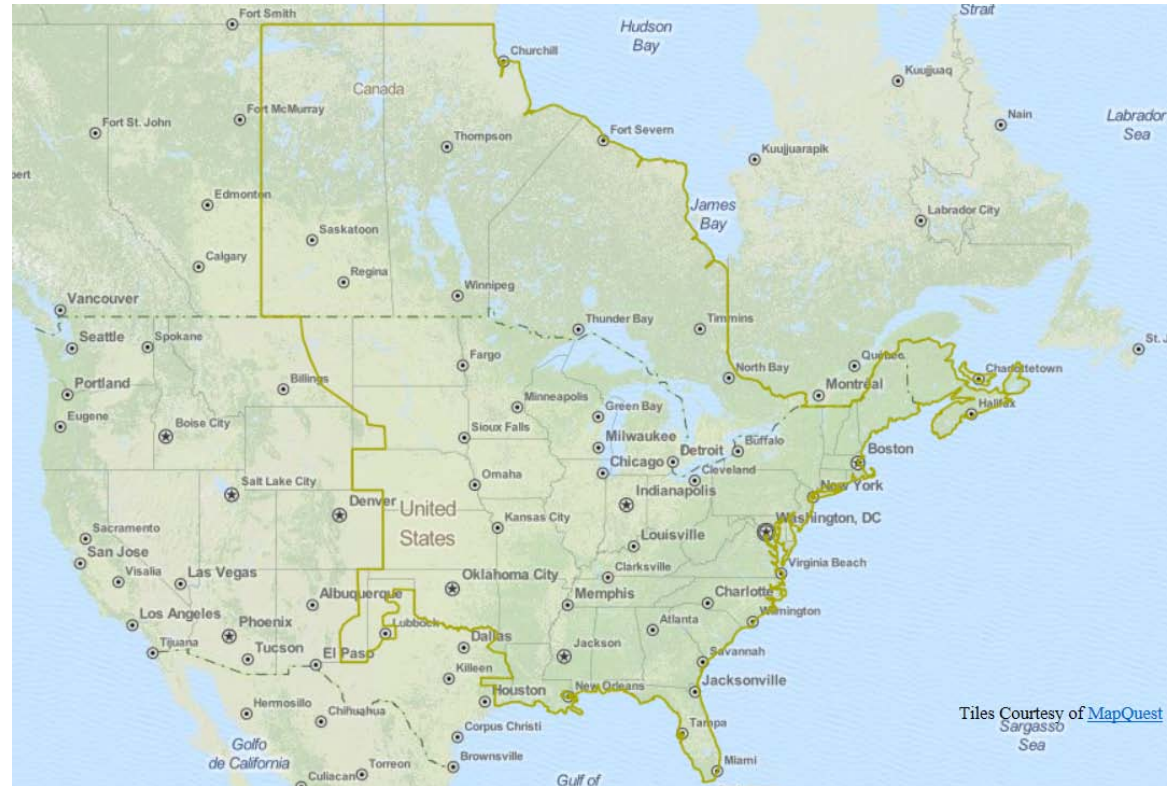 Fort Smith
Strait
Hudson
Bay
Churchill
Kuujjuaq
Canada
Fort McMurray
Nain
Labrador
Sea
Fort St. John
Thompson
Fort Severn
Kuujjuarapik
pert
Edmonton
James
Bay
Labrador City
Saskatoon
Calgary
Regina
Winnipeg
Vancouver
Thunder Bay
Timmins
St. J
Seattle
Spokane
Fargo
Québec
North Bay
Charlottetown
Portland
Billings
Montréal
Minneapolis
Green Bay
Halifax
Eugene
Boise City
Sioux Falls
Milwaukee
Buffalo
Boston
Chicago
Detroit
Cleveland
Omaha
Salt Lake City
Indianapolis
New York
Denver
United
States
Kansas City
Washington, DC
Sacramento
Louisville
San Jose
Virginia Beach
Visalia
Las Vegas
Clarksville
Oklahoma City
Albuquerque
Memphis
Charlotte
Los Angeles
Wilmington
Phoenix
Lubbock
Atlanta
Tijuana
Tucson
Dallas
Jackson
El Paso
Savannah
Killeen
Houston
New Orleans
Jacksonville
Hermosillo
Chihuahua
Tiles Courtesy of MapQuest
Tampa
Corpus Christi
Sargasso
Sea
Golfo
de California
Brownsville
Miami
Torreon
Culiacan
Gulf of